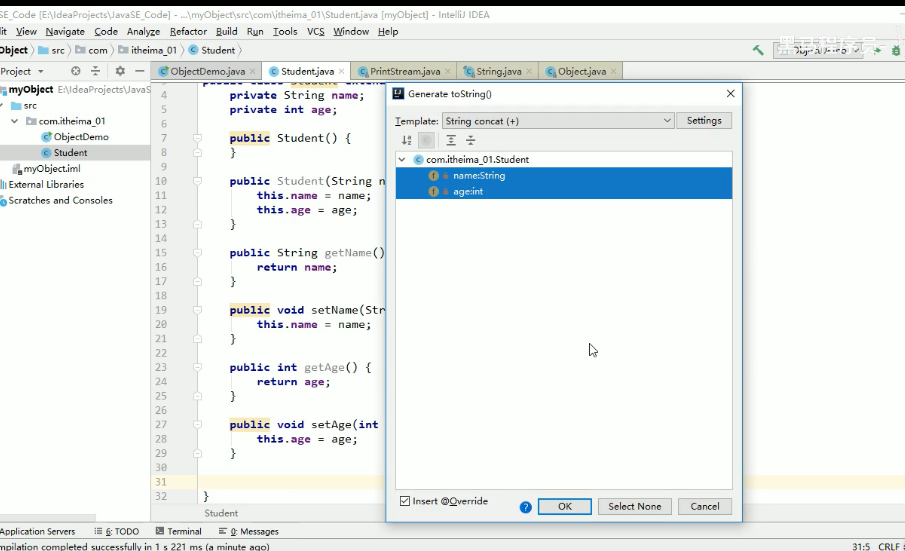 SE_Code [E:\IdeaProjects\JavaSE_Code] - ...\myObject\src\com\itheima_01\Student.java [myObject] - IntelliJ IDEA
it View Navigate Code Analyze Refactor Build Run Tools VCS Window Help
Object src com itheima_01 Student
Project
ObjectDemo.java Student.java PrintStream.java String.java Object.java
myObject E:\IdeaProjects\JavaS
src
com.itheima_01
ObjectDemo
Student
myObject.iml
External Libraries
Scratches and Consoles
4 private String name;
5 private int age;
6
7 public Student() {
8 }
9
10 public Student(String n
11 this.name = name;
12 this.age = age;
13 }
14
15 public String getName()
16 return name;
17 }
18
19 public void setName(Str
20 this.name = name;
21 }
22
23 public int getAge() {
24 return age;
25 }
26
27 public void setAge(int
28 this.age = age;
29 }
30
31
32 }
Student
Generate toString()
Template: String concat (+) Settings
com.itheima_01.Student
name:String
age:int
Insert @Override
OK Select None Cancel
Application Servers 6: TODO Terminal 0: Messages
mpilation completed successfully in 1 s 221 ms (a minute ago) 31:5 CRLF